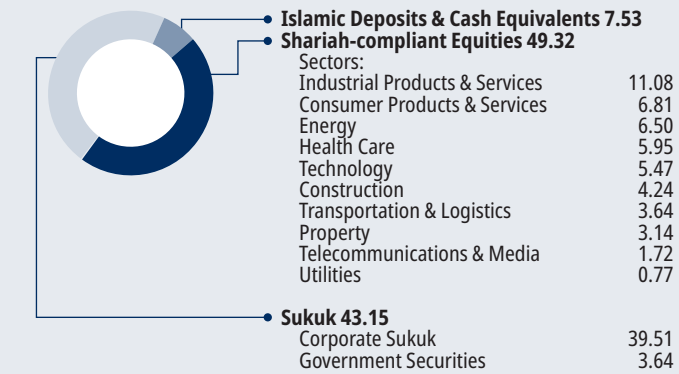 Islamic Deposits & Cash Equivalents 7.53
Shariah-compliant Equities 49.32
Sectors:
Industrial Products & Services 11.08
Consumer Products & Services 6.81
Energy 6.50
Health Care 5.95
Technology 5.47
Construction 4.24
Transportation & Logistics 3.64
Property 3.14
Telecommunications & Media 1.72
Utilities 0.77
Sukuk 43.15
Corporate Sukuk 39.51
Government Securities 3.64